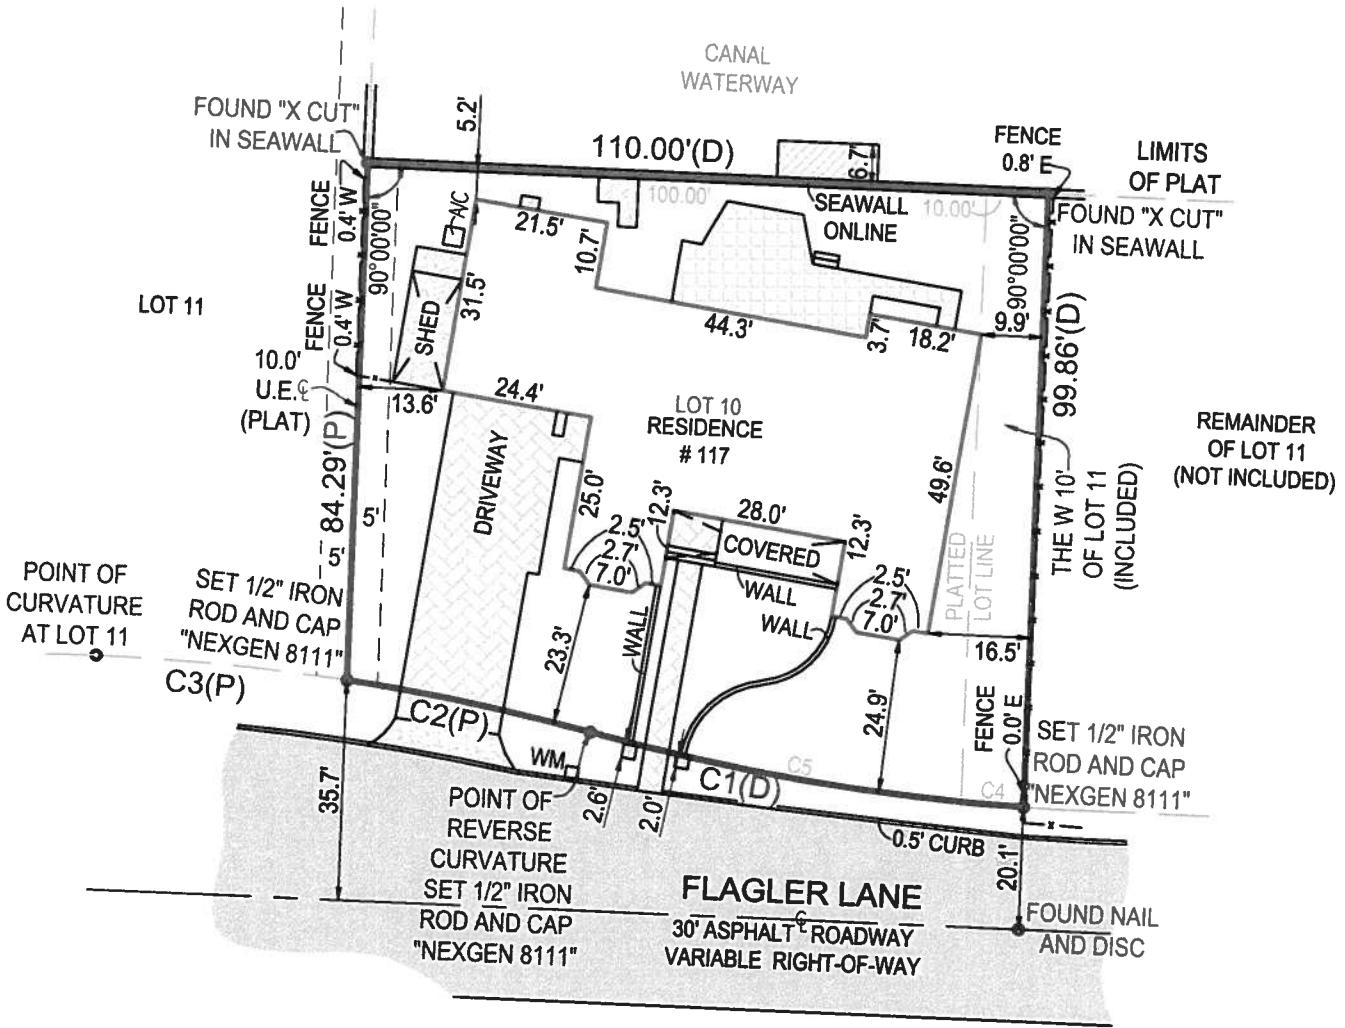 CANAL
WATERWAY
FOUND "X CUT"
IN SEAWALL
5.2'
110.00'(D)
6.7'
FENCE
0.8' E
LIMITS
OF PLAT
FENCE
0.4' W
90°00'00"
A/C
21.5'
10.7'
100.00'
SEAWALL
ONLINE
10.00'
90°00'00"
FOUND "X CUT"
IN SEAWALL
LOT 11
FENCE
0.4' W
SHED
31.5'
44.3'
3.7'
18.2'
9.9'
99.86'(D)
10.0'
U.E.℄
(PLAT)
13.6'
24.4'
LOT 10
RESIDENCE
# 117
REMAINDER
OF LOT 11
(NOT INCLUDED)
84.29'(P)
5'
5'
DRIVEWAY
25.0'
12.3'
28.0'
12.3'
49.6'
THE W 10'
OF LOT 11
(INCLUDED)
2.5'
2.7'
7.0'
COVERED
WALL
WALL
2.5'
2.7'
7.0'
PLATTED
LOT LINE
POINT OF
CURVATURE
AT LOT 11
SET 1/2" IRON
ROD AND CAP
"NEXGEN 8111"
C3(P)
23.3'
WALL
16.5'
24.9'
FENCE
0.0' E
C2(P)
WM
C1(D)
C5
C4
SET 1/2" IRON
ROD AND CAP
"NEXGEN 8111"
35.7'
POINT OF
REVERSE
CURVATURE
SET 1/2" IRON
ROD AND CAP
"NEXGEN 8111"
2.6'
2.0'
0.5' CURB
20.1'
FLAGLER LANE
℄
30' ASPHALT ROADWAY
VARIABLE RIGHT-OF-WAY
FOUND NAIL
AND DISC